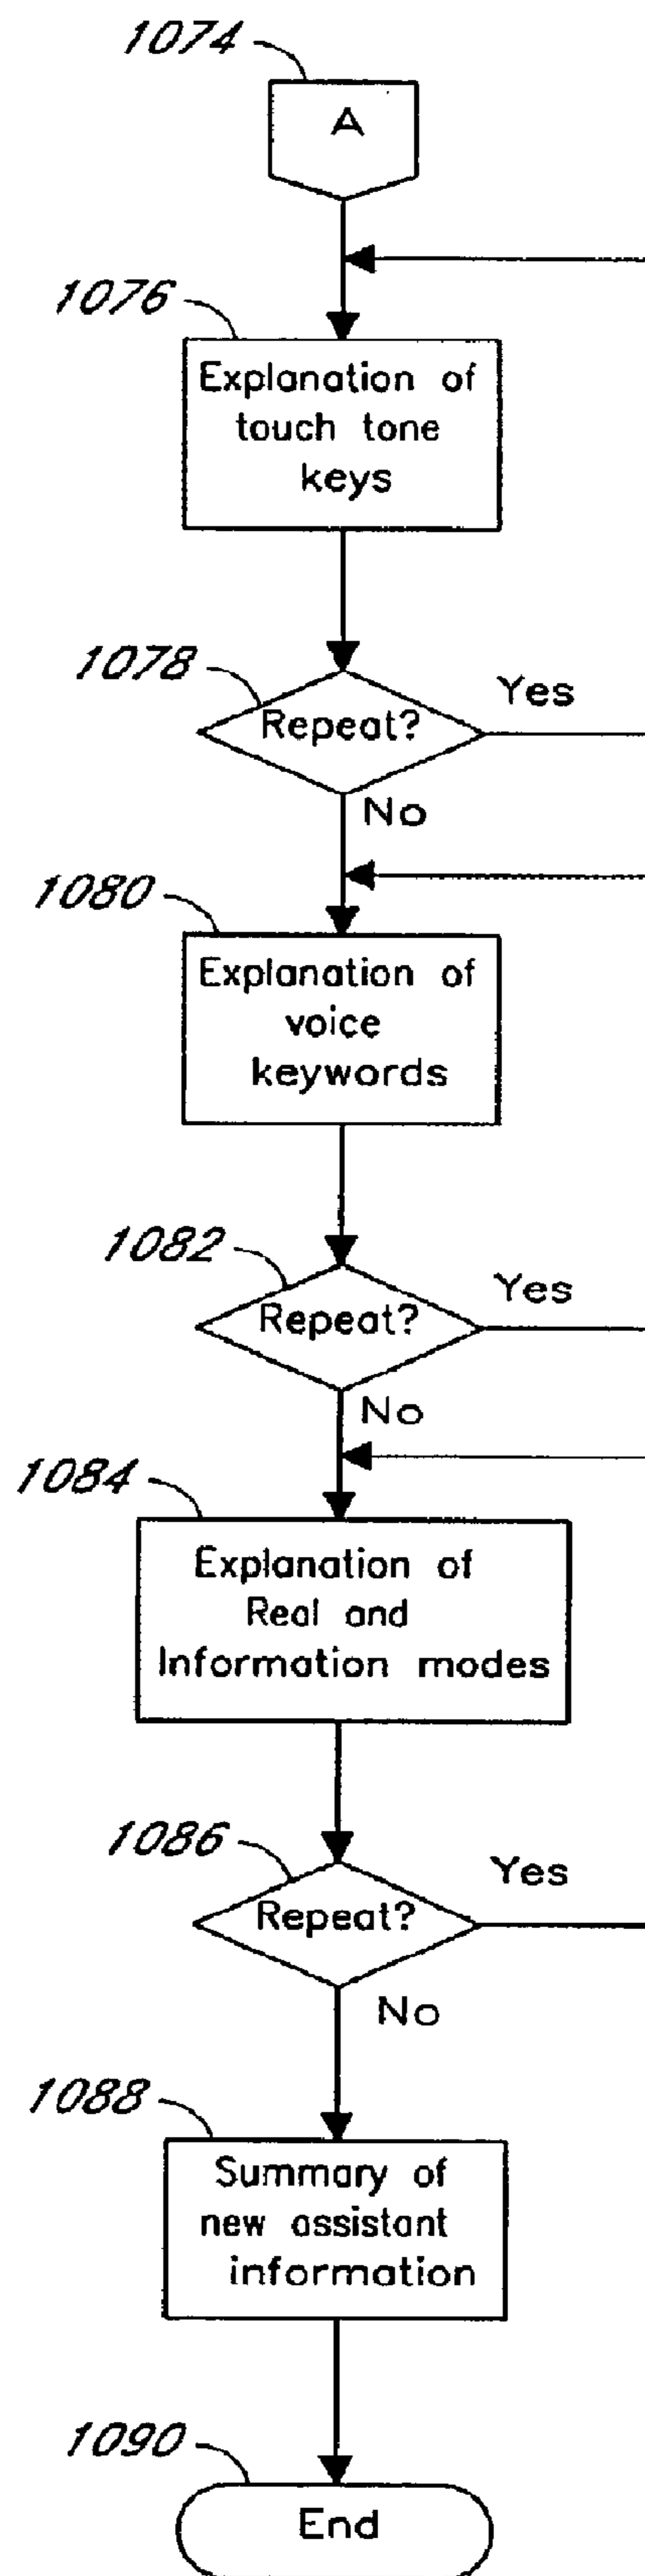 1074
A
1076
Explanation of
touch tone
keys
1078
Repeat?
Yes
No
1080
Explanation of
voice
keywords
1082
Repeat?
Yes
No
1084
Explanation of
Real and
Information modes
1086
Repeat?
Yes
No
1088
Summary of
new assistant
information
1090
End